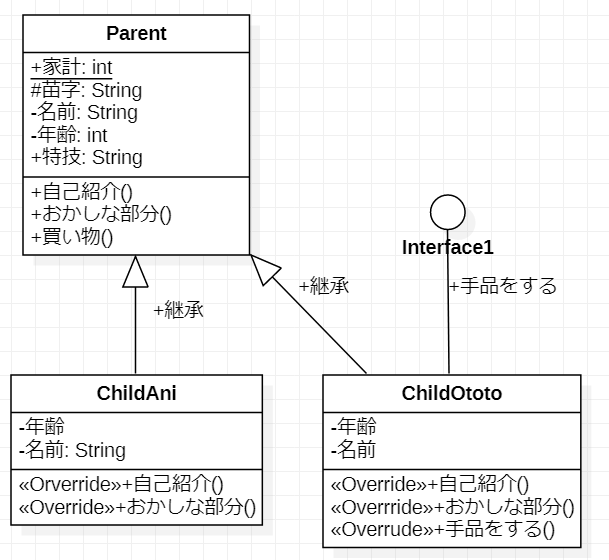 Parent
+家計: int
#苗字: String
-名前: String
-年齢: int
+特技: String
+自己紹介()
+おかしな部分()
+買い物()
Interface1
+手品をする
+継承
+継承
ChildAni
-年齢
-名前: String
«Orverride»+自己紹介()
«Override»+おかしな部分()
ChildOtoto
-年齢
-名前
«Override»+自己紹介()
«Overrride»+おかしな部分()
«Overrude»+手品をする()